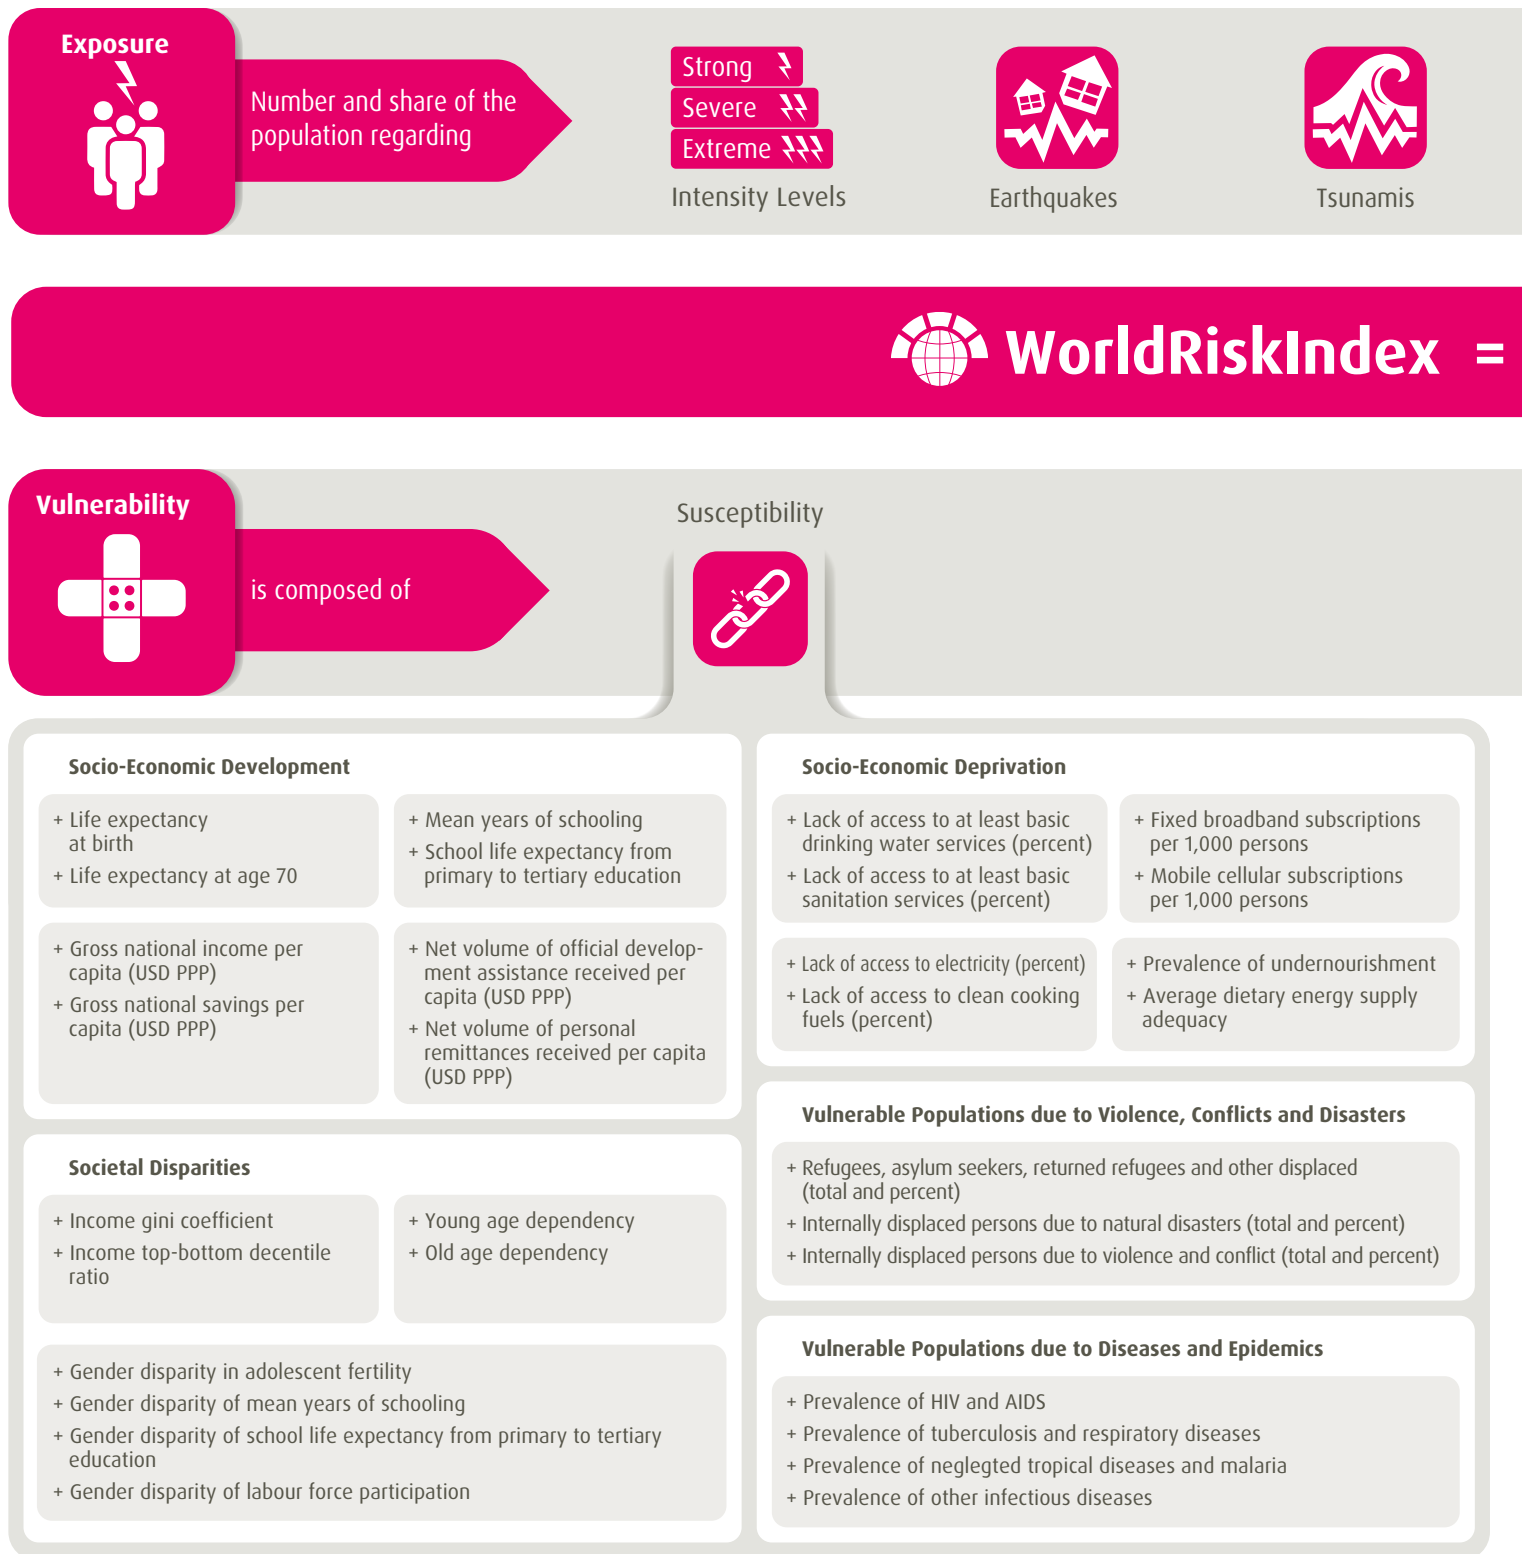 Exposure
Number and share of the
population regarding
Strong
Severe
Extreme
Intensity Levels
Earthquakes
Tsunamis
WorldRiskIndex =
Vulnerability
is composed of
Susceptibility
Socio-Economic Development
+ Life expectancy
at birth
+ Life expectancy at age 70
+ Mean years of schooling
+ School life expectancy from
primary to tertiary education
+ Gross national income per
capita (USD PPP)
+ Gross national savings per
capita (USD PPP)
+ Net volume of official develop-
ment assistance received per
capita (USD PPP)
+ Net volume of personal
remittances received per capita
(USD PPP)
Societal Disparities
+ Income gini coefficient
+ Income top-bottom decentile
ratio
+ Young age dependency
+ Old age dependency
+ Gender disparity in adolescent fertility
+ Gender disparity of mean years of schooling
+ Gender disparity of school life expectancy from primary to tertiary
education
+ Gender disparity of labour force participation
Socio-Economic Deprivation
+ Lack of access to at least basic
drinking water services (percent)
+ Lack of access to at least basic
sanitation services (percent)
+ Fixed broadband subscriptions
per 1,000 persons
+ Mobile cellular subscriptions
per 1,000 persons
+ Lack of access to electricity (percent)
+ Lack of access to clean cooking
fuels (percent)
+ Prevalence of undernourishment
+ Average dietary energy supply
adequacy
Vulnerable Populations due to Violence, Conflicts and Disasters
+ Refugees, asylum seekers, returned refugees and other displaced
(total and percent)
+ Internally displaced persons due to natural disasters (total and percent)
+ Internally displaced persons due to violence and conflict (total and percent)
Vulnerable Populations due to Diseases and Epidemics
+ Prevalence of HIV and AIDS
+ Prevalence of tuberculosis and respiratory diseases
+ Prevalence of neglegted tropical diseases and malaria
+ Prevalence of other infectious diseases